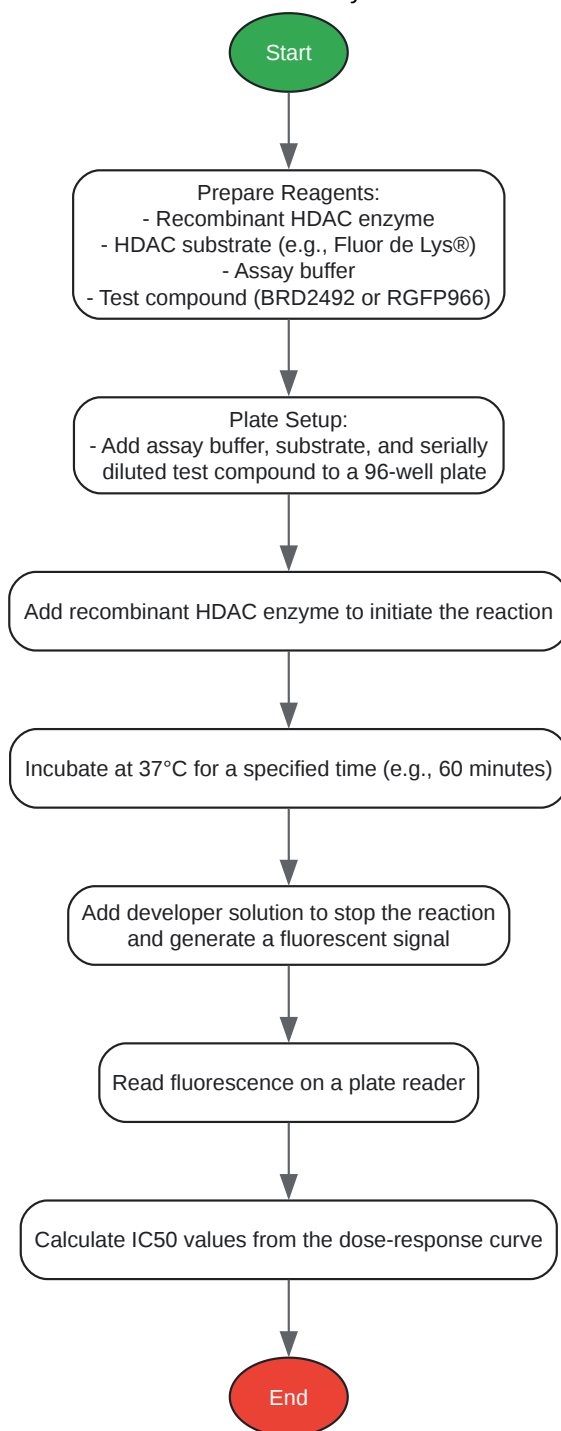 Start
Prepare Reagents:
- Recombinant HDAC enzyme
- HDAC substrate (e.g., Fluor de Lys®)
- Assay buffer
- Test compound (BRD2492 or RGFP966)
Plate Setup:
- Add assay buffer, substrate, and serially
diluted test compound to a 96-well plate
Add recombinant HDAC enzyme to initiate the reaction
Incubate at 37°C for a specified time (e.g., 60 minutes)
Add developer solution to stop the reaction
and generate a fluorescent signal
Read fluorescence on a plate reader
Calculate IC50 values from the dose-response curve
End